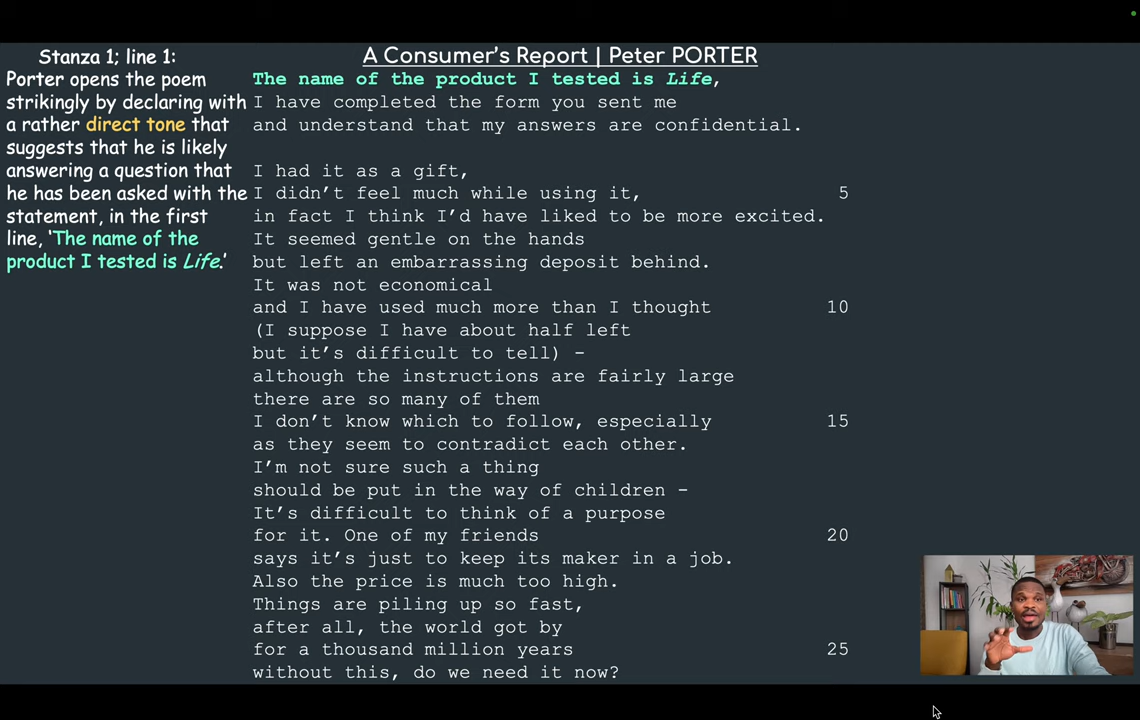 Stanza 1; line 1:
Porter opens the poem
strikingly by declaring with
a rather direct tone that
suggests that he is likely
answering a question that
he has been asked with the
statement, in the first
line, ‘The name of the
product I tested is Life.’
A Consumer’s Report | Peter PORTER
The name of the product I tested is Life,
I have completed the form you sent me
and understand that my answers are confidential.
I had it as a gift,
I didn’t feel much while using it, 5
in fact I think I’d have liked to be more excited.
It seemed gentle on the hands
but left an embarrassing deposit behind.
It was not economical
and I have used much more than I thought 10
(I suppose I have about half left
but it’s difficult to tell) –
although the instructions are fairly large
there are so many of them
I don’t know which to follow, especially 15
as they seem to contradict each other.
I’m not sure such a thing
should be put in the way of children –
It’s difficult to think of a purpose
for it. One of my friends 20
says it’s just to keep its maker in a job.
Also the price is much too high.
Things are piling up so fast,
after all, the world got by
for a thousand million years 25
without this, do we need it now?